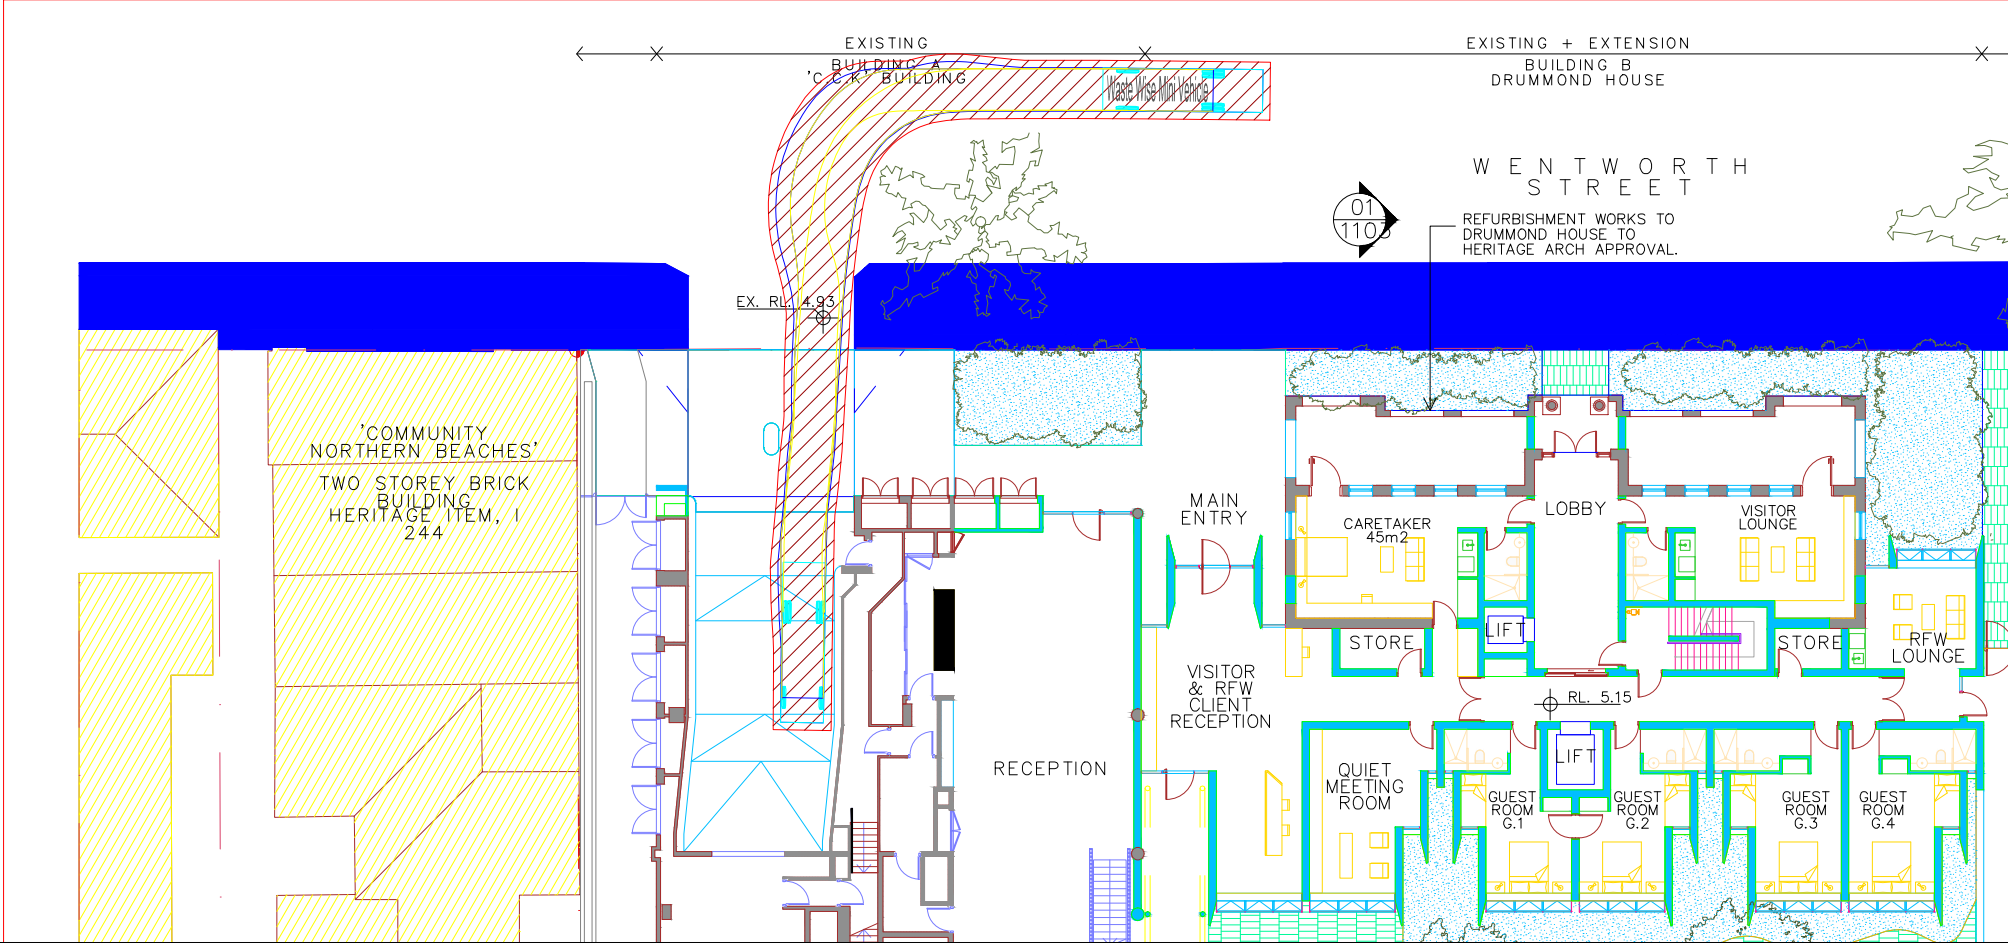 EXISTING
BUILDING A
'C C K' BUILDING
EXISTING + EXTENSION
BUILDING B
DRUMMOND HOUSE
Waste Wise Mini Vehicle
WENTWORTH
STREET
01
1103
REFURBISHMENT WORKS TO
DRUMMOND HOUSE TO
HERITAGE ARCH APPROVAL.
EX. RL. 4.93
'COMMUNITY
NORTHERN BEACHES'
TWO STOREY BRICK
BUILDING
HERITAGE ITEM, I
244
MAIN
ENTRY
CARETAKER
45m2
LOBBY
VISITOR
LOUNGE
LIFT
STORE
STORE
RFW
LOUNGE
VISITOR
& RFW
CLIENT
RECEPTION
RL. 5.15
RECEPTION
QUIET
MEETING
ROOM
LIFT
GUEST
ROOM
G.1
GUEST
ROOM
G.2
GUEST
ROOM
G.3
GUEST
ROOM
G.4